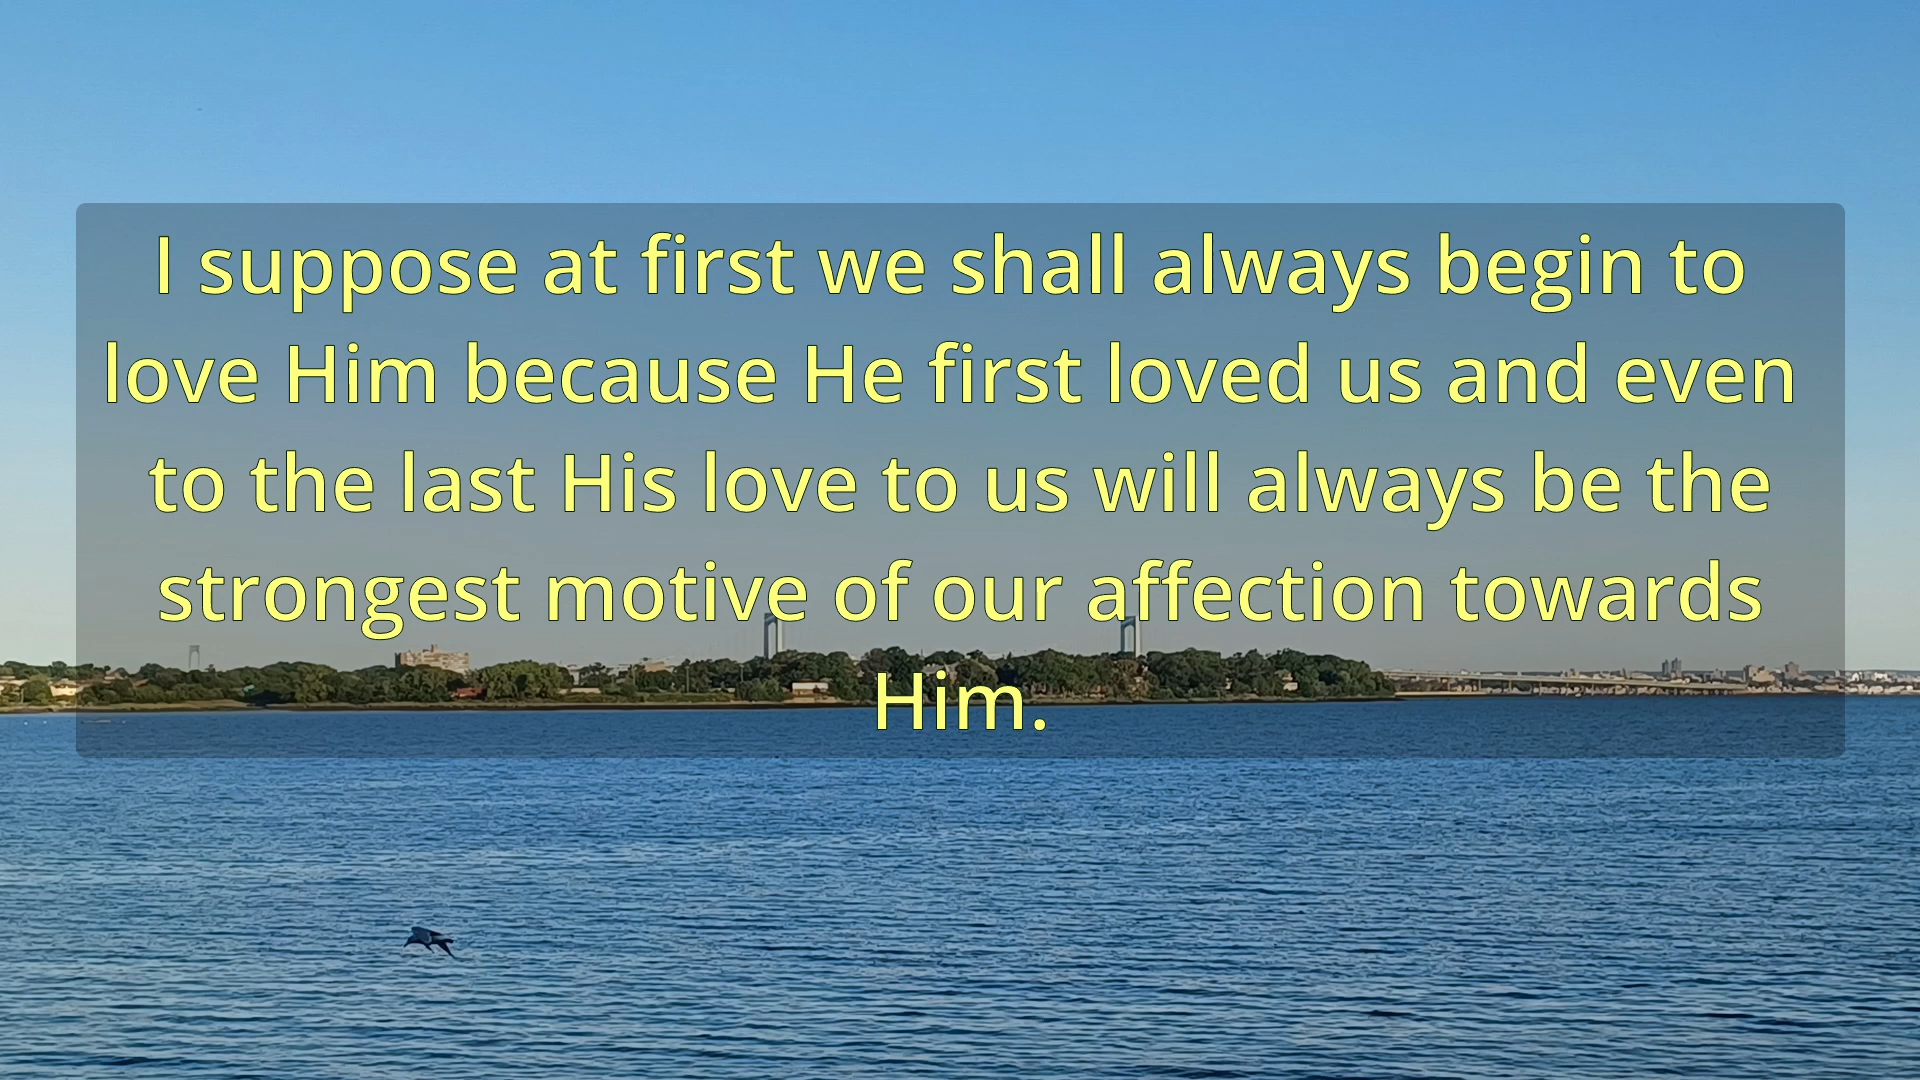 I suppose at first we shall always begin to
love Him because He first loved us and even
to the last His love to us will always be the
strongest motive of our affection towards
Him.